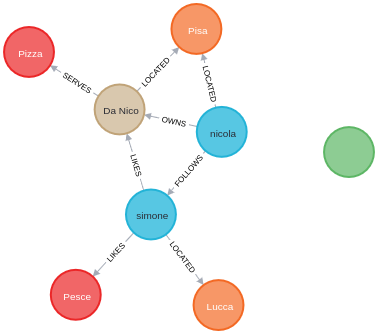 Pisa
Pizza
LOCATED
SERVES
LOCATED
Da Nico
OWNS
nicola
LIKES
FOLLOWS
simone
LIKES
LOCATED
Pesce
Lucca